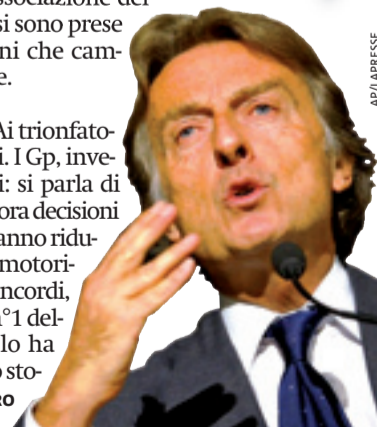 ssociazione dei
si sono prese
ni che cam-
e.
Ai trionfato-
i. I Gp, inve-
i: si parla di
ora decisioni
anno ridu-
motori-
ncordi,
n°1 del-
lo ha
o sto-
RO
AP/LAPRESSE